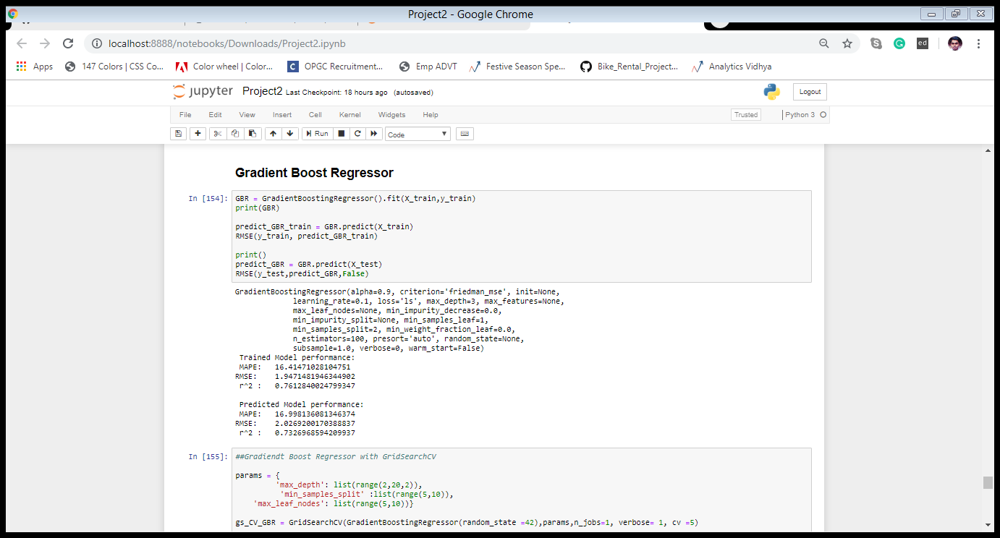 Project2 - Google Chrome
localhost:8888/notebooks/Downloads/Project2.ipynb
ed
Apps 147 Colors | CSS Co... Color wheel | Color... C OPGC Recruitment... Emp ADVT Festive Season Spe... Bike_Rental_Project... Analytics Vidhya
jupyter Project2 Last Checkpoint: 18 hours ago (autosaved) Logout
File Edit View Insert Cell Kernel Widgets Help Trusted Python 3
Run Code
Gradient Boost Regressor
In [154]: GBR = GradientBoostingRegressor().fit(X_train,y_train)
print(GBR)
predict_GBR_train = GBR.predict(X_train)
RMSE(y_train, predict_GBR_train)
print()
predict_GBR = GBR.predict(X_test)
RMSE(y_test,predict_GBR,False)
GradientBoostingRegressor(alpha=0.9, criterion='friedman_mse', init=None,
learning_rate=0.1, loss='ls', max_depth=3, max_features=None,
max_leaf_nodes=None, min_impurity_decrease=0.0,
min_impurity_split=None, min_samples_leaf=1,
min_samples_split=2, min_weight_fraction_leaf=0.0,
n_estimators=100, presort='auto', random_state=None,
subsample=1.0, verbose=0, warm_start=False)
Trained Model performance:
MAPE: 16.41471028104751
RMSE: 1.9471481946344902
r^2 : 0.7612840024799347
Predicted Model performance:
MAPE: 16.998136081346374
RMSE: 2.0269200170388837
r^2 : 0.7326968594209937
In [155]: ##Gradiendt Boost Regressor with GridSearchCV
params = {
'max_depth': list(range(2,20,2)),
'min_samples_split' :list(range(5,10)),
'max_leaf_nodes': list(range(5,10))}
gs_CV_GBR = GridSearchCV(GradientBoostingRegressor(random_state =42),params,n_jobs=1, verbose= 1, cv =5)